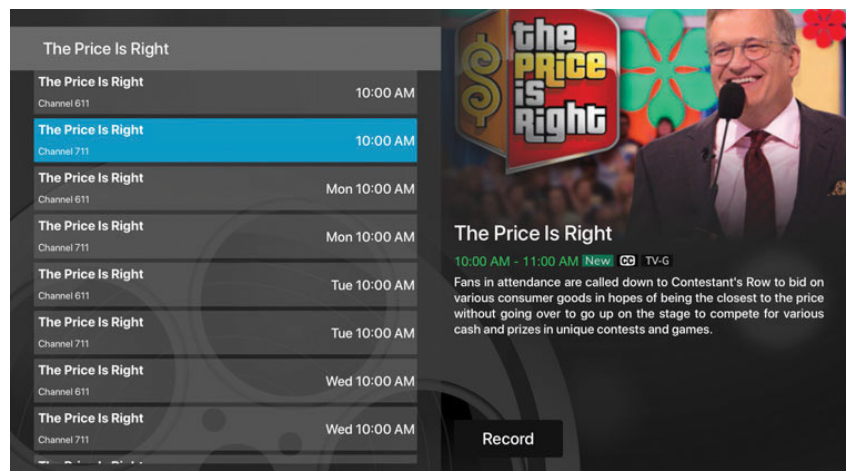 The Price Is Right
The Price Is Right
Channel 611
10:00 AM
The Price Is Right
Channel 711
10:00 AM
The Price Is Right
Channel 611
Mon 10:00 AM
The Price Is Right
Channel 711
Mon 10:00 AM
The Price Is Right
Channel 611
Tue 10:00 AM
The Price Is Right
Channel 711
Tue 10:00 AM
The Price Is Right
Channel 611
Wed 10:00 AM
The Price Is Right
Channel 711
Wed 10:00 AM
the
PRiCE
iS
Right
The Price Is Right
10:00 AM - 11:00 AM New CC TV-G
Fans in attendance are called down to Contestant's Row to bid on
various consumer goods in hopes of being the closest to the price
without going over to go up on the stage to compete for various
cash and prizes in unique contests and games.
Record